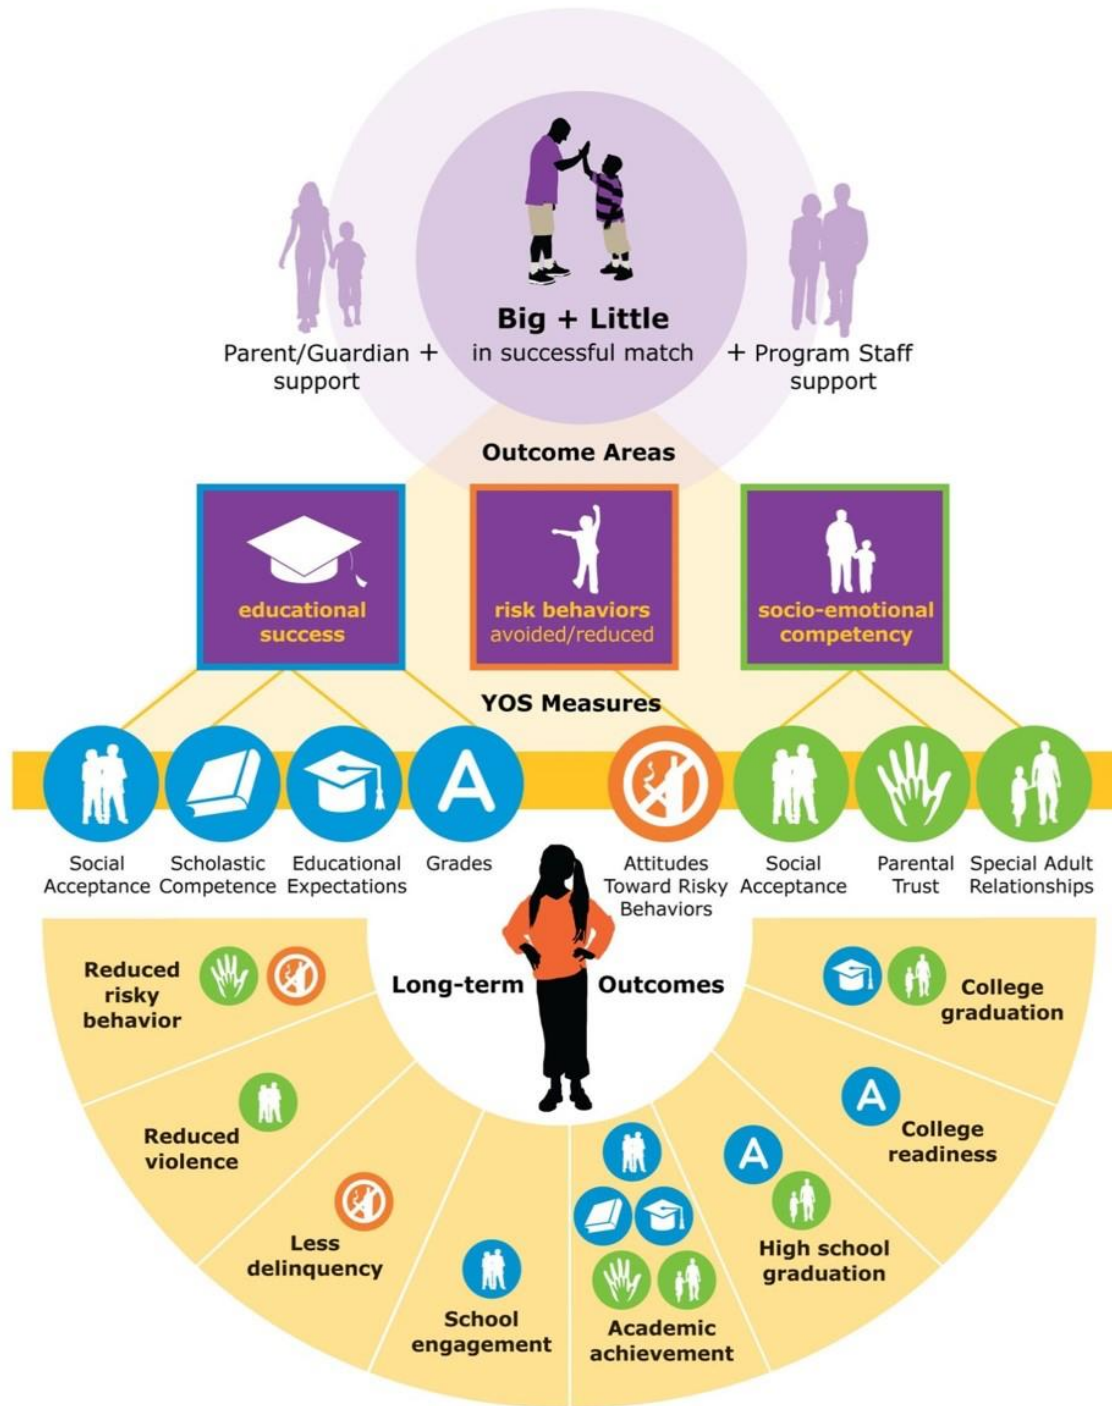 Big + Little
in successful match
Parent/Guardian +
support
+ Program Staff
support
Outcome Areas
educational
success
risk behaviors
avoided/reduced
socio-emotional
competency
YOS Measures
A
Social
Acceptance
Scholastic
Competence
Educational
Expectations
Grades
Attitudes
Toward Risky
Behaviors
Social
Acceptance
Parental
Trust
Special Adult
Relationships
Long-term Outcomes
Reduced
risky
behavior
Reduced
violence
Less
delinquency
School
engagement
Academic
achievement
A
High school
graduation
A
College
readiness
College
graduation